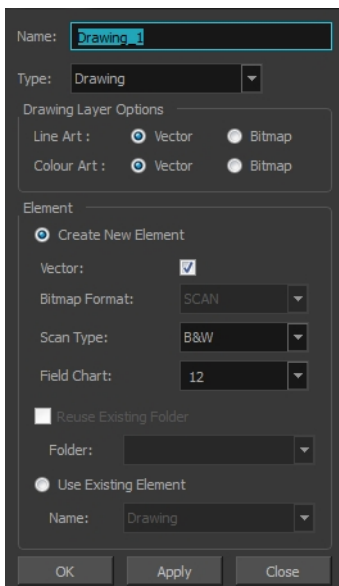 Name: Drawing_1
Type: Drawing
Drawing Layer Options
Line Art : Vector Bitmap
Colour Art : Vector Bitmap
Element
Create New Element
Vector:
Bitmap Format: SCAN
Scan Type: B&W
Field Chart: 12
Reuse Existing Folder
Folder:
Use Existing Element
Name: Drawing
OK Apply Close